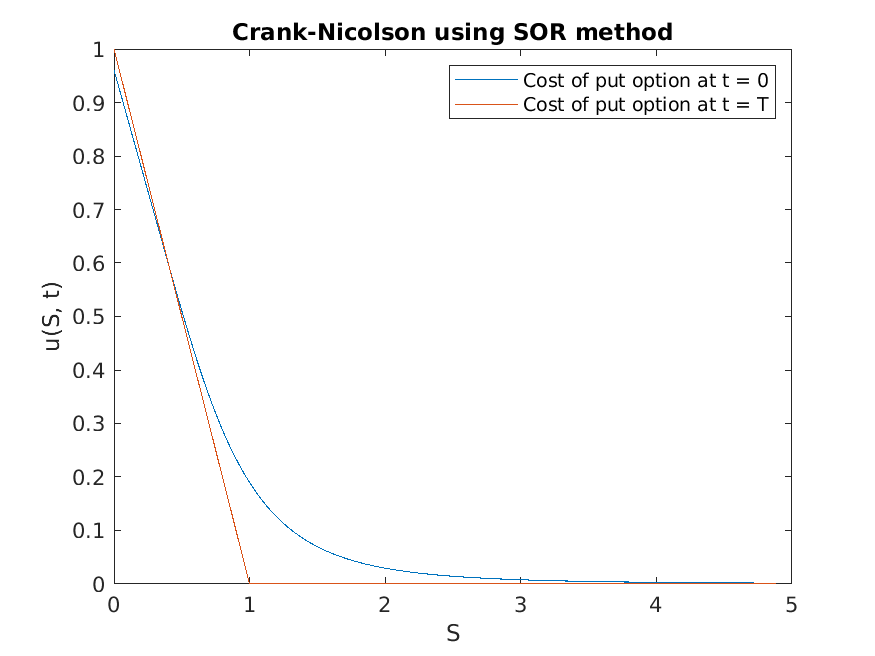 Crank-Nicolson using SOR method
Cost of put option at t = 0
Cost of put option at t = T
u(S, t)
1
0.9
0.8
0.7
0.6
0.5
0.4
0.3
0.2
0.1
0
0 1 2 3 4 5
S